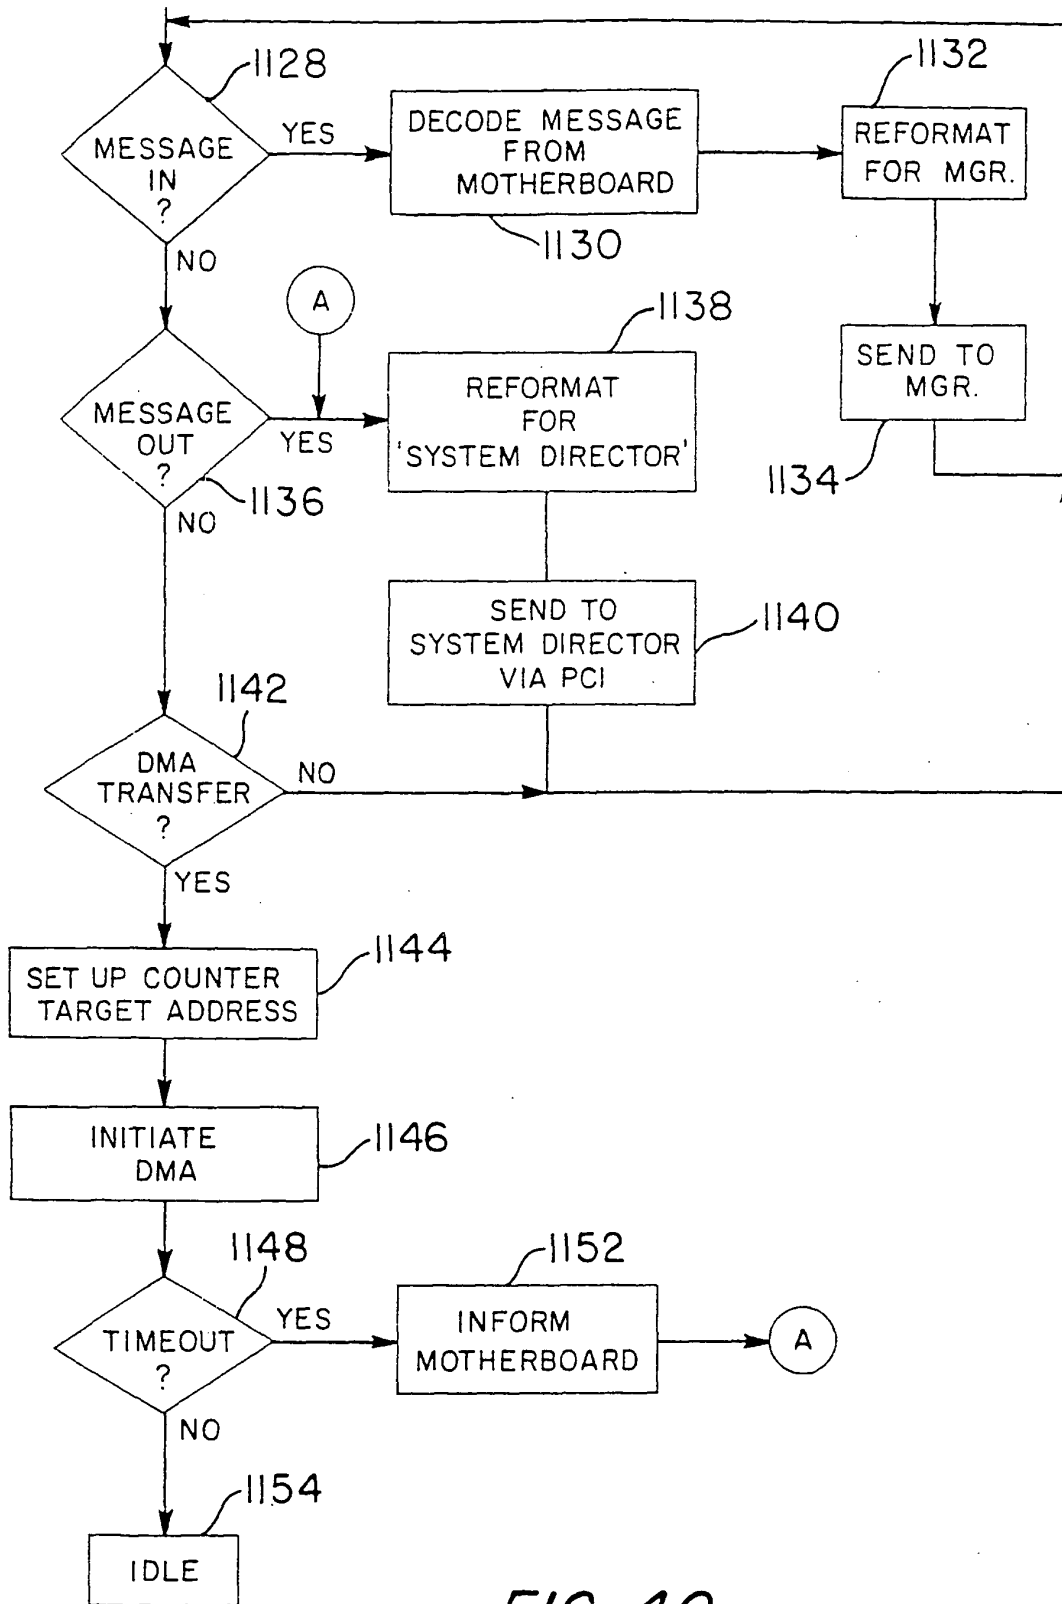 1128
MESSAGE
IN
?
YES
NO
DECODE MESSAGE
FROM
MOTHERBOARD
1130
1132
REFORMAT
FOR MGR.
SEND TO
MGR.
1134
A
MESSAGE
OUT
?
YES
1136
NO
1138
REFORMAT
FOR
'SYSTEM DIRECTOR'
SEND TO
SYSTEM DIRECTOR
VIA PCI
1140
1142
DMA
TRANSFER
?
NO
YES
SET UP COUNTER
TARGET ADDRESS
1144
INITIATE
DMA
1146
1148
TIMEOUT
?
YES
NO
1152
INFORM
MOTHERBOARD
A
1154
IDLE